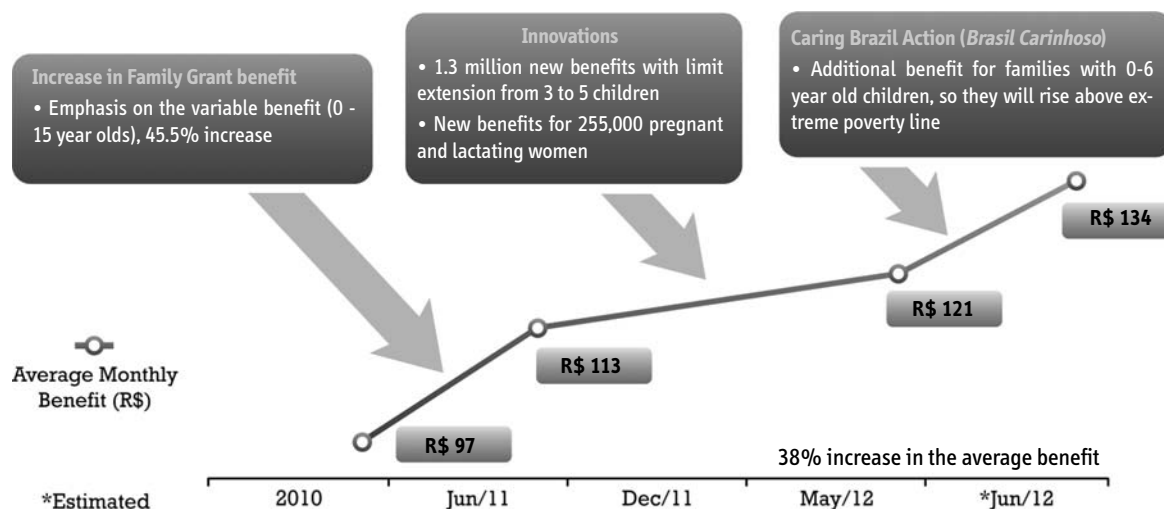 Increase in Family Grant benefit
• Emphasis on the variable benefit (0 -
15 year olds), 45.5% increase
Innovations
• 1.3 million new benefits with limit
extension from 3 to 5 children
• New benefits for 255,000 pregnant
and lactating women
Caring Brazil Action (Brasil Carinhoso)
• Additional benefit for families with 0-6
year old children, so they will rise above ex-
treme poverty line
R$ 134
R$ 121
R$ 113
Average Monthly
Benefit (R$)
R$ 97
38% increase in the average benefit
*Estimated
2010
Jun/11
Dec/11
May/12
*Jun/12